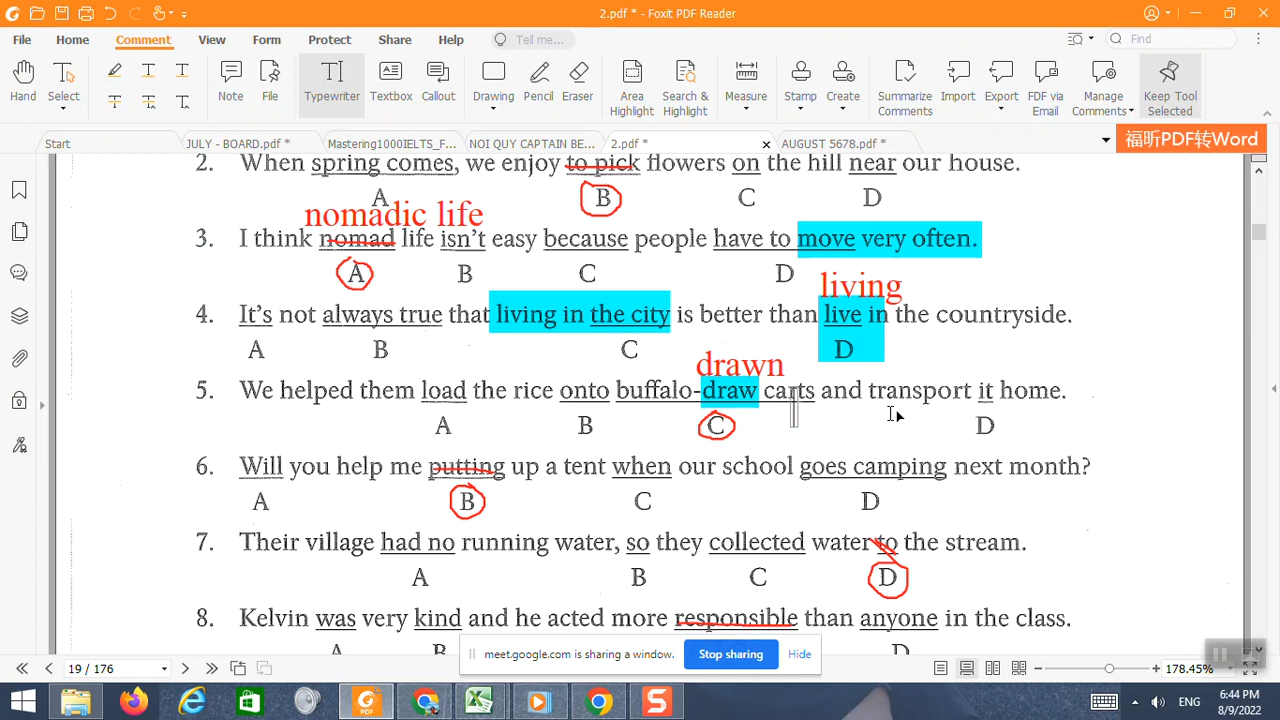 2.pdf * - Foxit PDF Reader
File Home Comment View Form Protect Share Help Tell me... Find
Hand Select Note File Typewriter Textbox Callout Drawing Pencil Eraser Area Highlight Search & Highlight Measure Stamp Create Summarize Comments Import Export PDF via Email Manage Comments Keep Tool Selected
Start JULY - BOARD.pdf * Mastering1000IELTS_F... NOI QUY CAPTAIN BE... 2.pdf * AUGUST 5678.pdf * 福昕PDF转Word
2. When spring comes, we enjoy to pick flowers on the hill near our house.
A B C D
nomadic life
3. I think nomad life isn't easy because people have to move very often.
A B C D
living
4. It's not always true that living in the city is better than live in the countryside.
A B C D
drawn
5. We helped them load the rice onto buffalo-draw carts and transport it home.
A B C D
6. Will you help me putting up a tent when our school goes camping next month?
A B C D
7. Their village had no running water, so they collected water to the stream.
A B C D
8. Kelvin was very kind and he acted more responsible than anyone in the class.
meet.google.com is sharing a window. Stop sharing Hide
19 / 176 178.45%
ENG 6:44 PM
8/9/2022